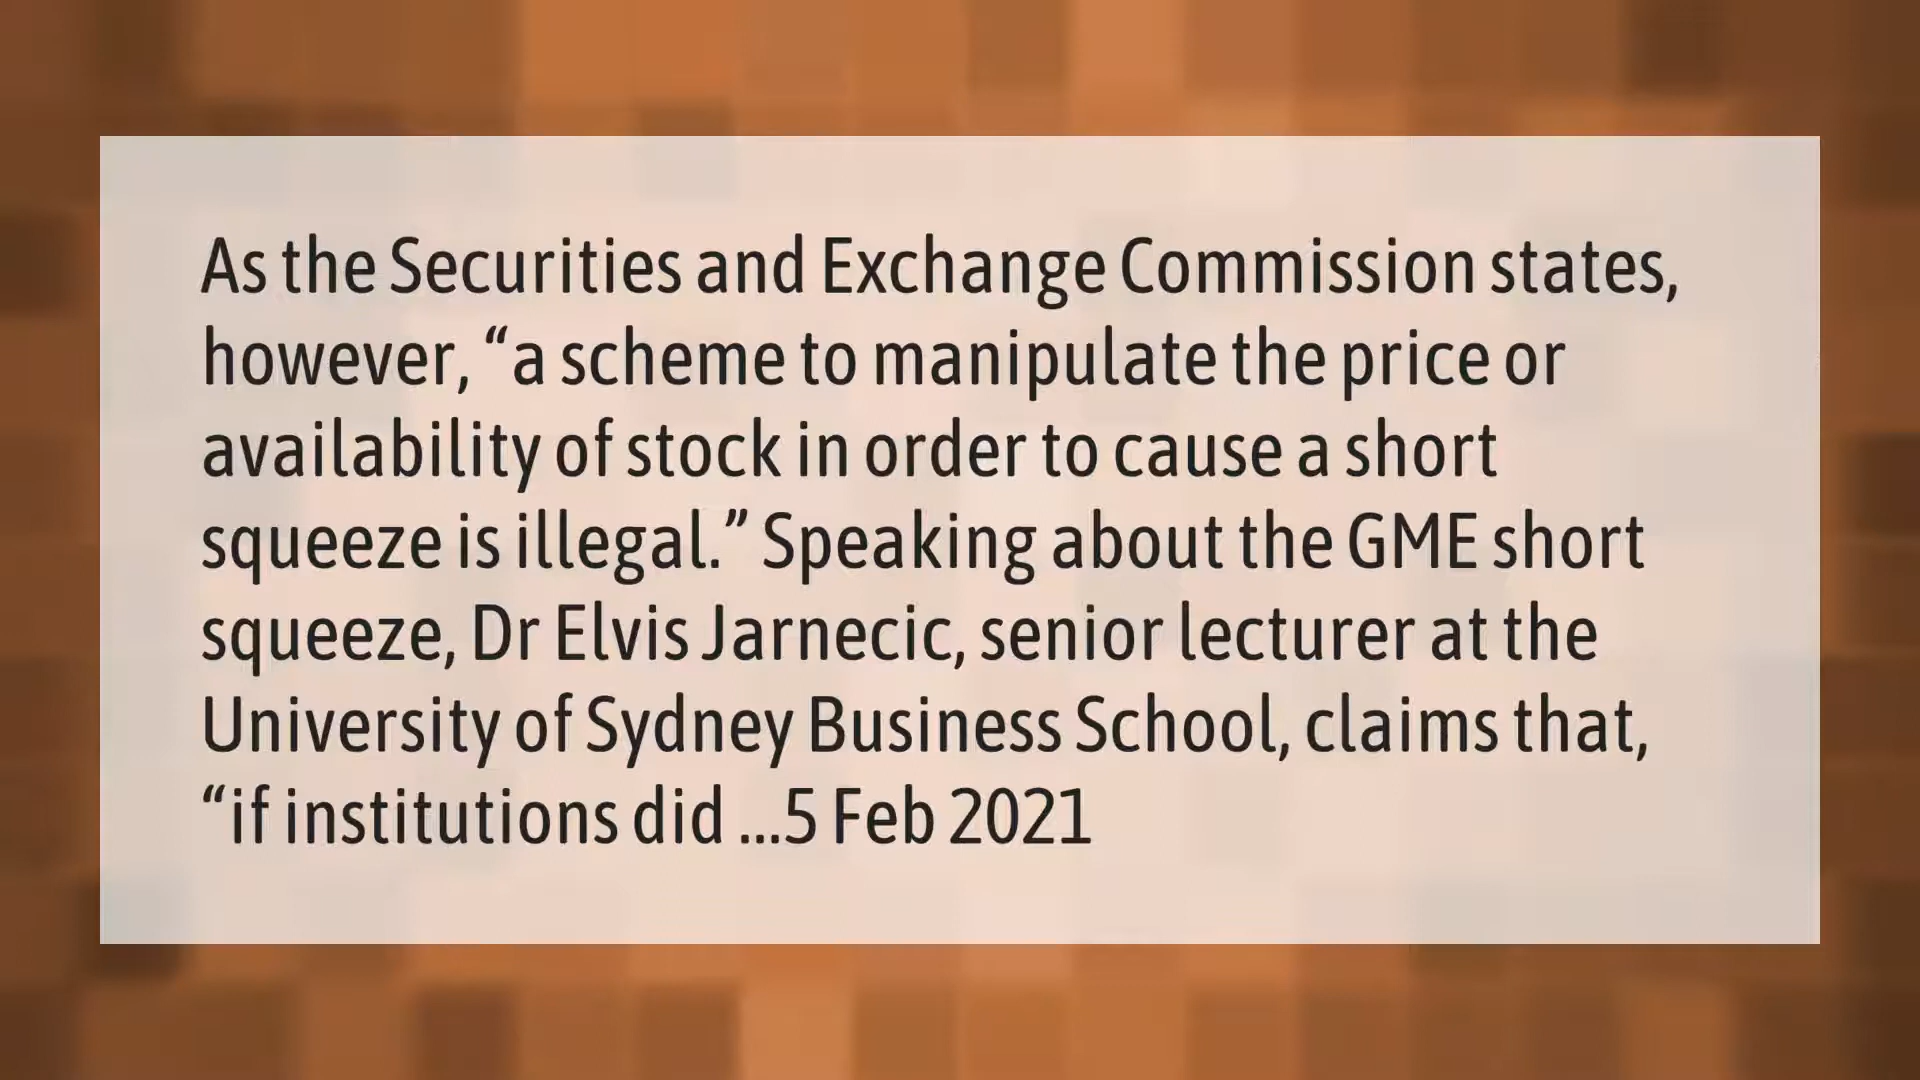 As the Securities and Exchange Commission states,
however, “a scheme to manipulate the price or
availability of stock in order to cause a short
squeeze is illegal.” Speaking about the GME short
squeeze, Dr Elvis Jarnecic, senior lecturer at the
University of Sydney Business School, claims that,
“if institutions did ...5 Feb 2021